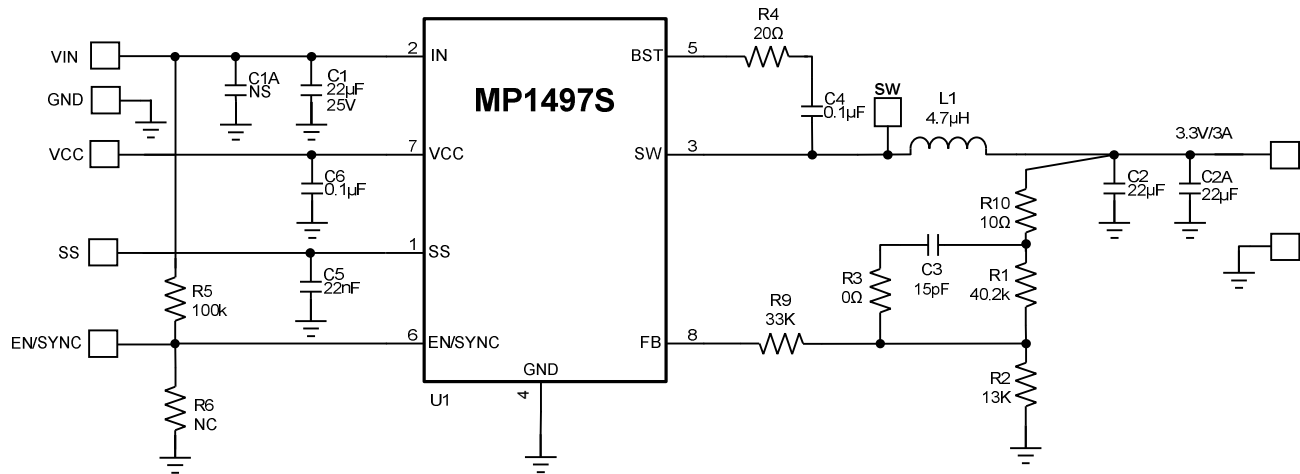 VIN
GND
VCC
SS
EN/SYNC
C1A
NS
C1
22µF
25V
C6
0.1µF
C5
22nF
R5
100k
R6
NC
2
7
1
6
IN
VCC
SS
EN/SYNC
MP1497S
BST
SW
FB
GND
4
U1
5
3
8
R4
20Ω
C4
0.1µF
SW
L1
4.7µH
3.3V/3A
C2
22µF
C2A
22µF
R10
10Ω
C3
15pF
R3
0Ω
R1
40.2k
R9
33K
R2
13K